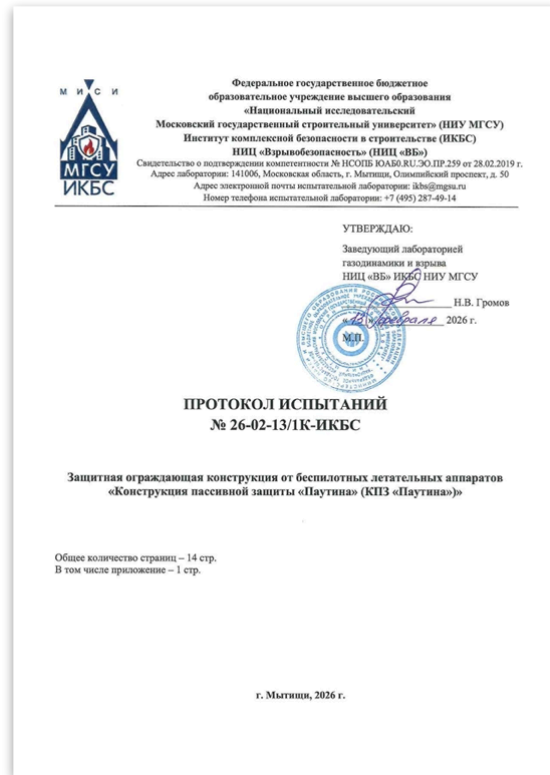 МИСИ
МГСУ
ИКБС
Федеральное государственное бюджетное
образовательное учреждение высшего образования
«Национальный исследовательский
Московский государственный строительный университет» (НИУ МГСУ)
Институт комплексной безопасности в строительстве (ИКБС)
НИЦ «Взрывобезопасность» (НИЦ «ВБ»)
Свидетельство о подтверждении компетентности № НСОПБ ЮАБ0.RU.ЭО.ПР.259 от 28.02.2019 г.
Адрес лаборатории: 141006, Московская область, г. Мытищи, Олимпийский проспект, д. 50
Адрес электронной почты испытательной лаборатории: ikbs@mgsu.ru
Номер телефона испытательной лаборатории: +7 (495) 287-49-14
УТВЕРЖДАЮ:
Заведующий лабораторией
газодинамики и взрыва
НИЦ «ВБ» ИКБС НИУ МГСУ
Н.В. Громов
«13» февраля 2026 г.
М.П.
ПРОТОКОЛ ИСПЫТАНИЙ
№ 26-02-13/1К-ИКБС
Защитная ограждающая конструкция от беспилотных летательных аппаратов
«Конструкция пассивной защиты «Паутина» (КПЗ «Паутина»)»
Общее количество страниц – 14 стр.
В том числе приложение – 1 стр.
г. Мытищи, 2026 г.